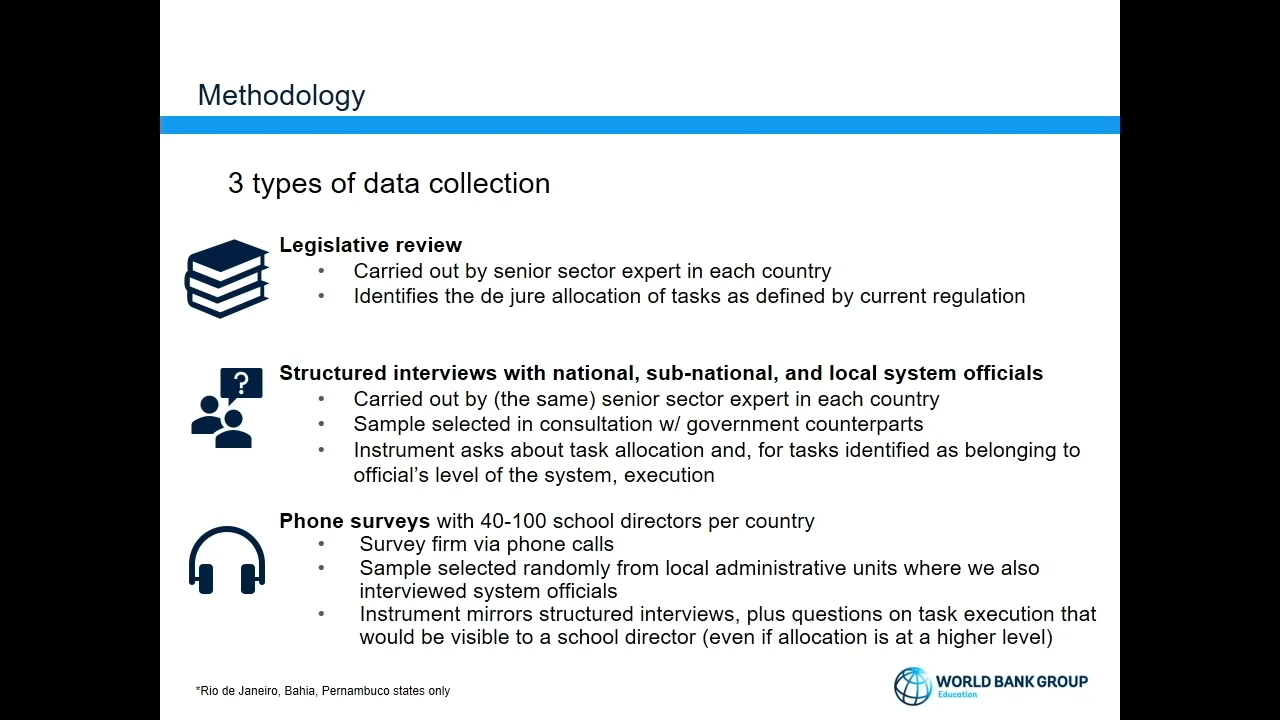 Methodology
3 types of data collection
Legislative review
• Carried out by senior sector expert in each country
• Identifies the de jure allocation of tasks as defined by current regulation
?
Structured interviews with national, sub-national, and local system officials
• Carried out by (the same) senior sector expert in each country
• Sample selected in consultation w/ government counterparts
• Instrument asks about task allocation and, for tasks identified as belonging to
official’s level of the system, execution
Phone surveys with 40-100 school directors per country
• Survey firm via phone calls
• Sample selected randomly from local administrative units where we also
interviewed system officials
• Instrument mirrors structured interviews, plus questions on task execution that
would be visible to a school director (even if allocation is at a higher level)
*Rio de Janeiro, Bahia, Pernambuco states only
WORLD BANK GROUP
Education